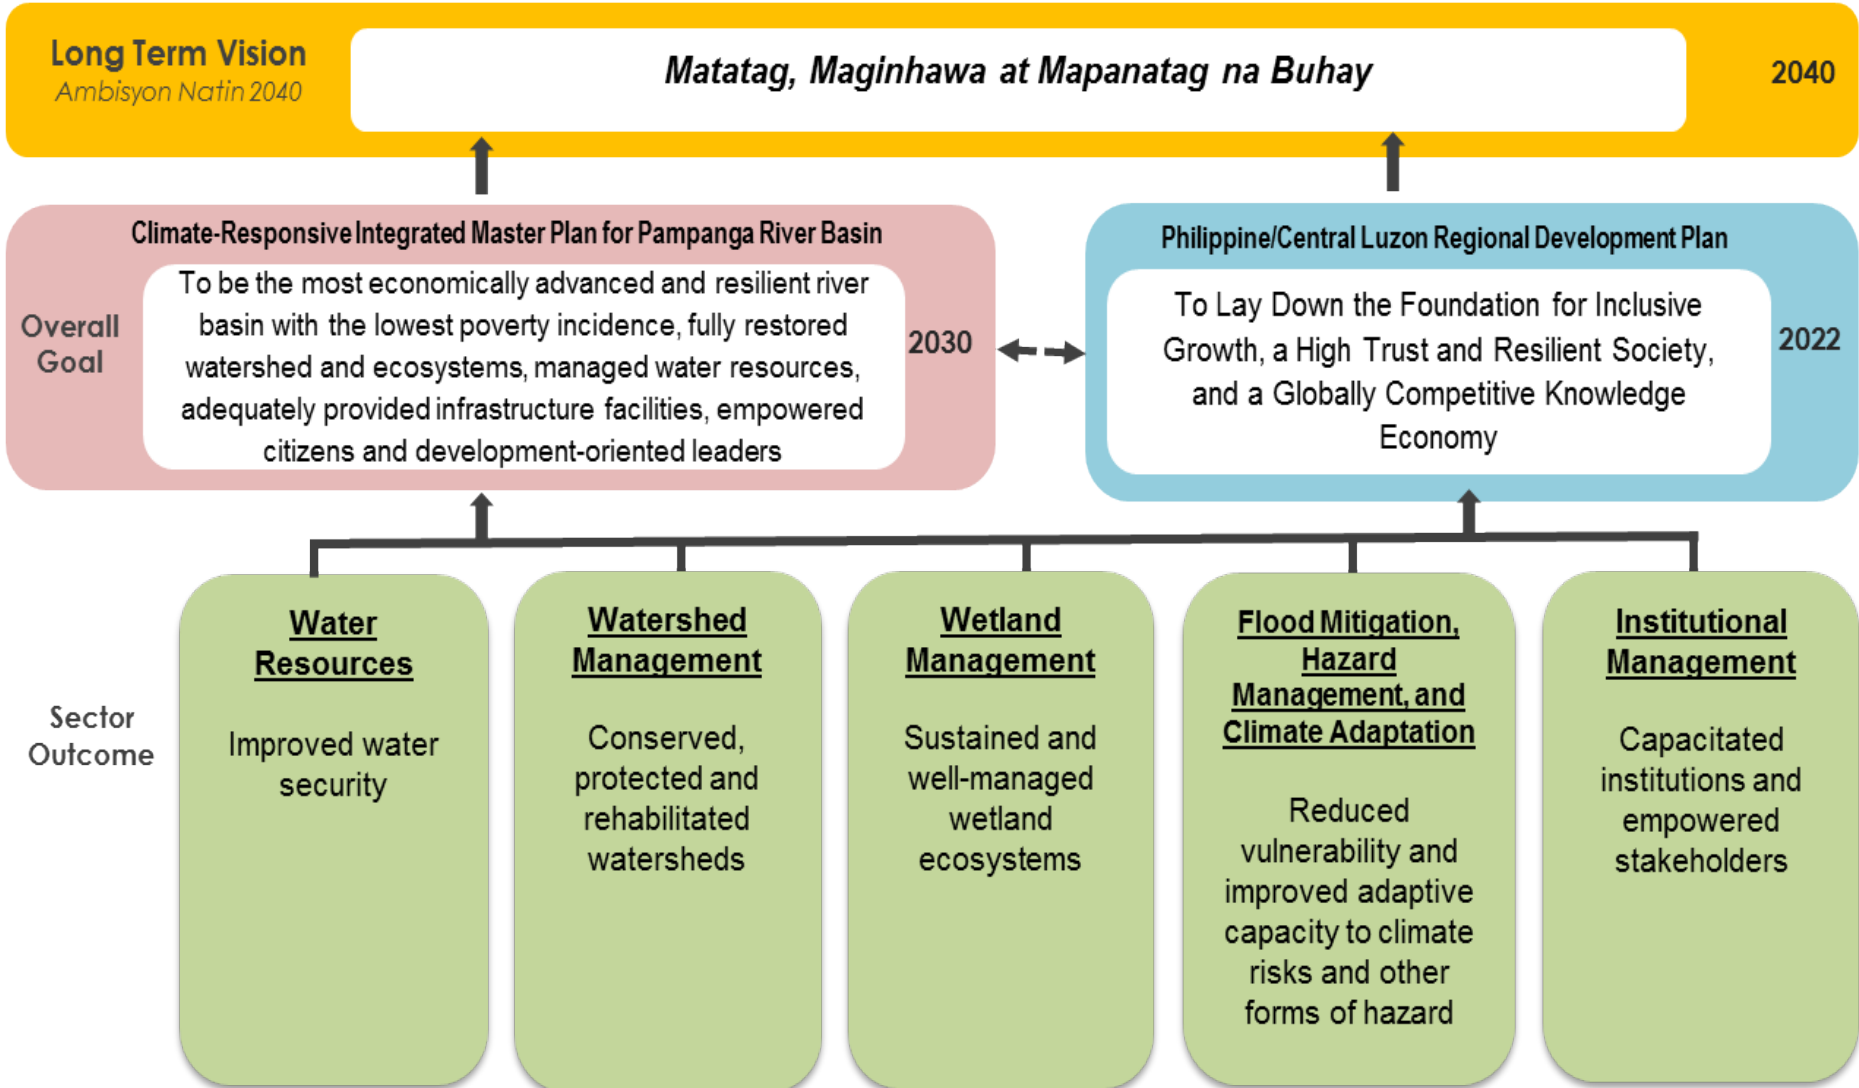 Long Term Vision
Ambisyon Natin 2040
Matatag, Maginhawa at Mapanatag na Buhay
2040
Climate-Responsive Integrated Master Plan for Pampanga River Basin
Overall
Goal
To be the most economically advanced and resilient river
basin with the lowest poverty incidence, fully restored
watershed and ecosystems, managed water resources,
adequately provided infrastructure facilities, empowered
citizens and development-oriented leaders
2030
Philippine/Central Luzon Regional Development Plan
To Lay Down the Foundation for Inclusive
Growth, a High Trust and Resilient Society,
and a Globally Competitive Knowledge
Economy
2022
Sector
Outcome
Water
Resources
Improved water
security
Watershed
Management
Conserved,
protected and
rehabilitated
watersheds
Wetland
Management
Sustained and
well-managed
wetland
ecosystems
Flood Mitigation,
Hazard
Management, and
Climate Adaptation
Reduced
vulnerability and
improved adaptive
capacity to climate
risks and other
forms of hazard
Institutional
Management
Capacitated
institutions and
empowered
stakeholders